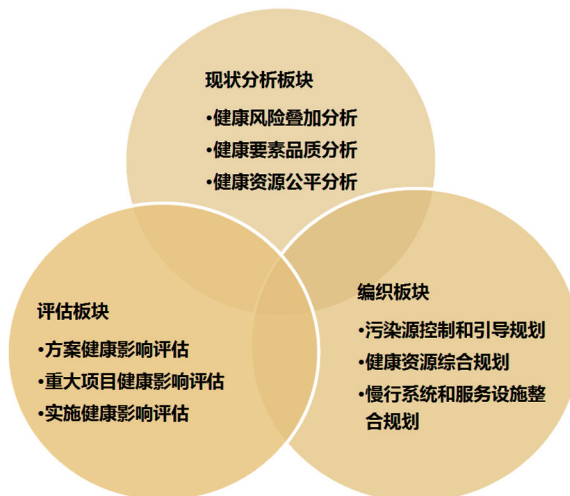 现状分析板块
•健康风险叠加分析
•健康要素品质分析
•健康资源公平分析
评估板块
•方案健康影响评估
•重大项目健康影响评估
•实施健康影响评估
编织板块
•污染源控制和引导规划
•健康资源综合规划
•慢行系统和服务设施整
合规划